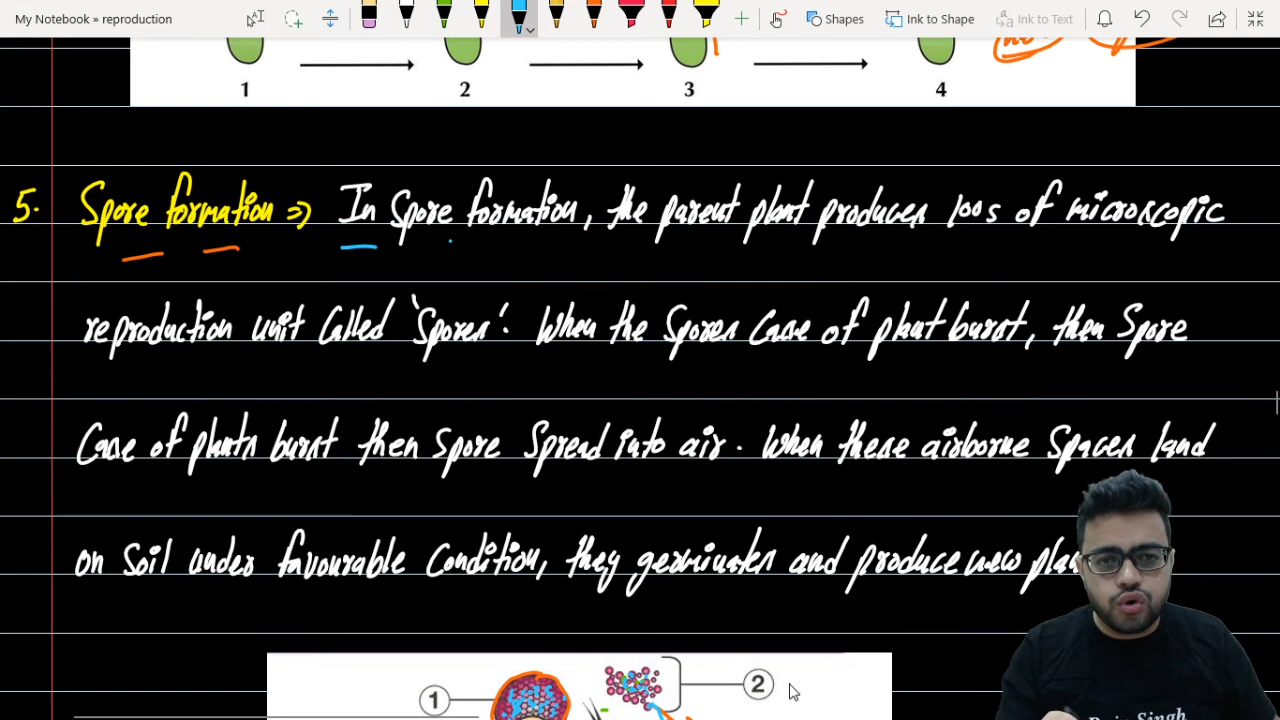 My Notebook » reproduction
Shapes
Ink to Shape
Ink to Text
1 2 3 4
5. Spore formation => In Spore formation, the parent plant produces 100s of microscopic
reproduction unit Called 'Spores'. When the Spores Case of plant burst, then Spore
Case of plants burst then spore Spread into air. When these airborne Spaces land
on Soil under favourable Condition, they germinates and produce new
1
2
Singh